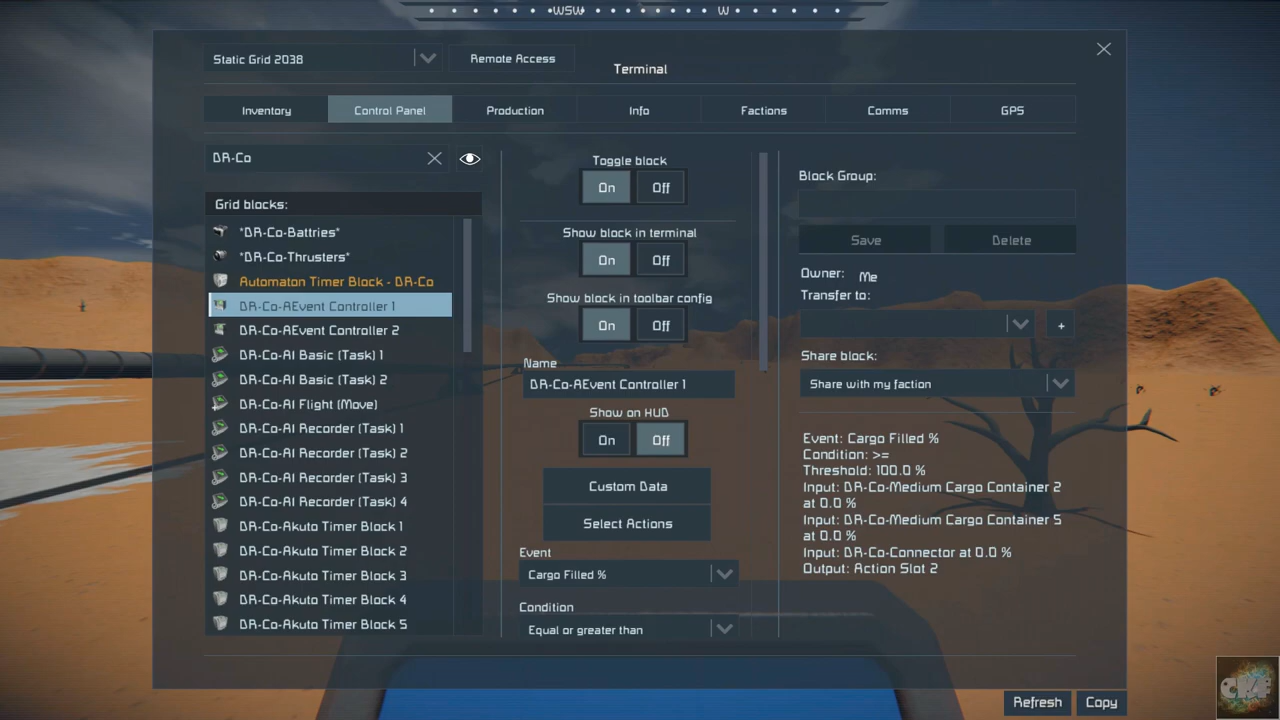 WSW W
Static Grid 2038
Remote Access
Terminal
Inventory
Control Panel
Production
Info
Factions
Comms
GPS
DR-Co
Grid blocks:
*DR-Co-Battries*
*DR-Co-Thrusters*
Automaton Timer Block - DR-Co
DR-Co-AEvent Controller 1
DR-Co-AEvent Controller 2
DR-Co-AI Basic (Task) 1
DR-Co-AI Basic (Task) 2
DR-Co-AI Flight (Move)
DR-Co-AI Recorder (Task) 1
DR-Co-AI Recorder (Task) 2
DR-Co-AI Recorder (Task) 3
DR-Co-AI Recorder (Task) 4
DR-Co-Akuto Timer Block 1
DR-Co-Akuto Timer Block 2
DR-Co-Akuto Timer Block 3
DR-Co-Akuto Timer Block 4
DR-Co-Akuto Timer Block 5
Toggle block
On Off
Show block in terminal
On Off
Show block in toolbar config
On Off
Name
DR-Co-AEvent Controller 1
Show on HUD
On Off
Custom Data
Select Actions
Event
Cargo Filled %
Condition
Equal or greater than
Block Group:
Save
Delete
Owner: Me
Transfer to:
+
Share block:
Share with my faction
Event: Cargo Filled %
Condition: >=
Threshold: 100.0 %
Input: DR-Co-Medium Cargo Container 2
at 0.0 %
Input: DR-Co-Medium Cargo Container 5
at 0.0 %
Input: DR-Co-Connector at 0.0 %
Output: Action Slot 2
Refresh
Copy